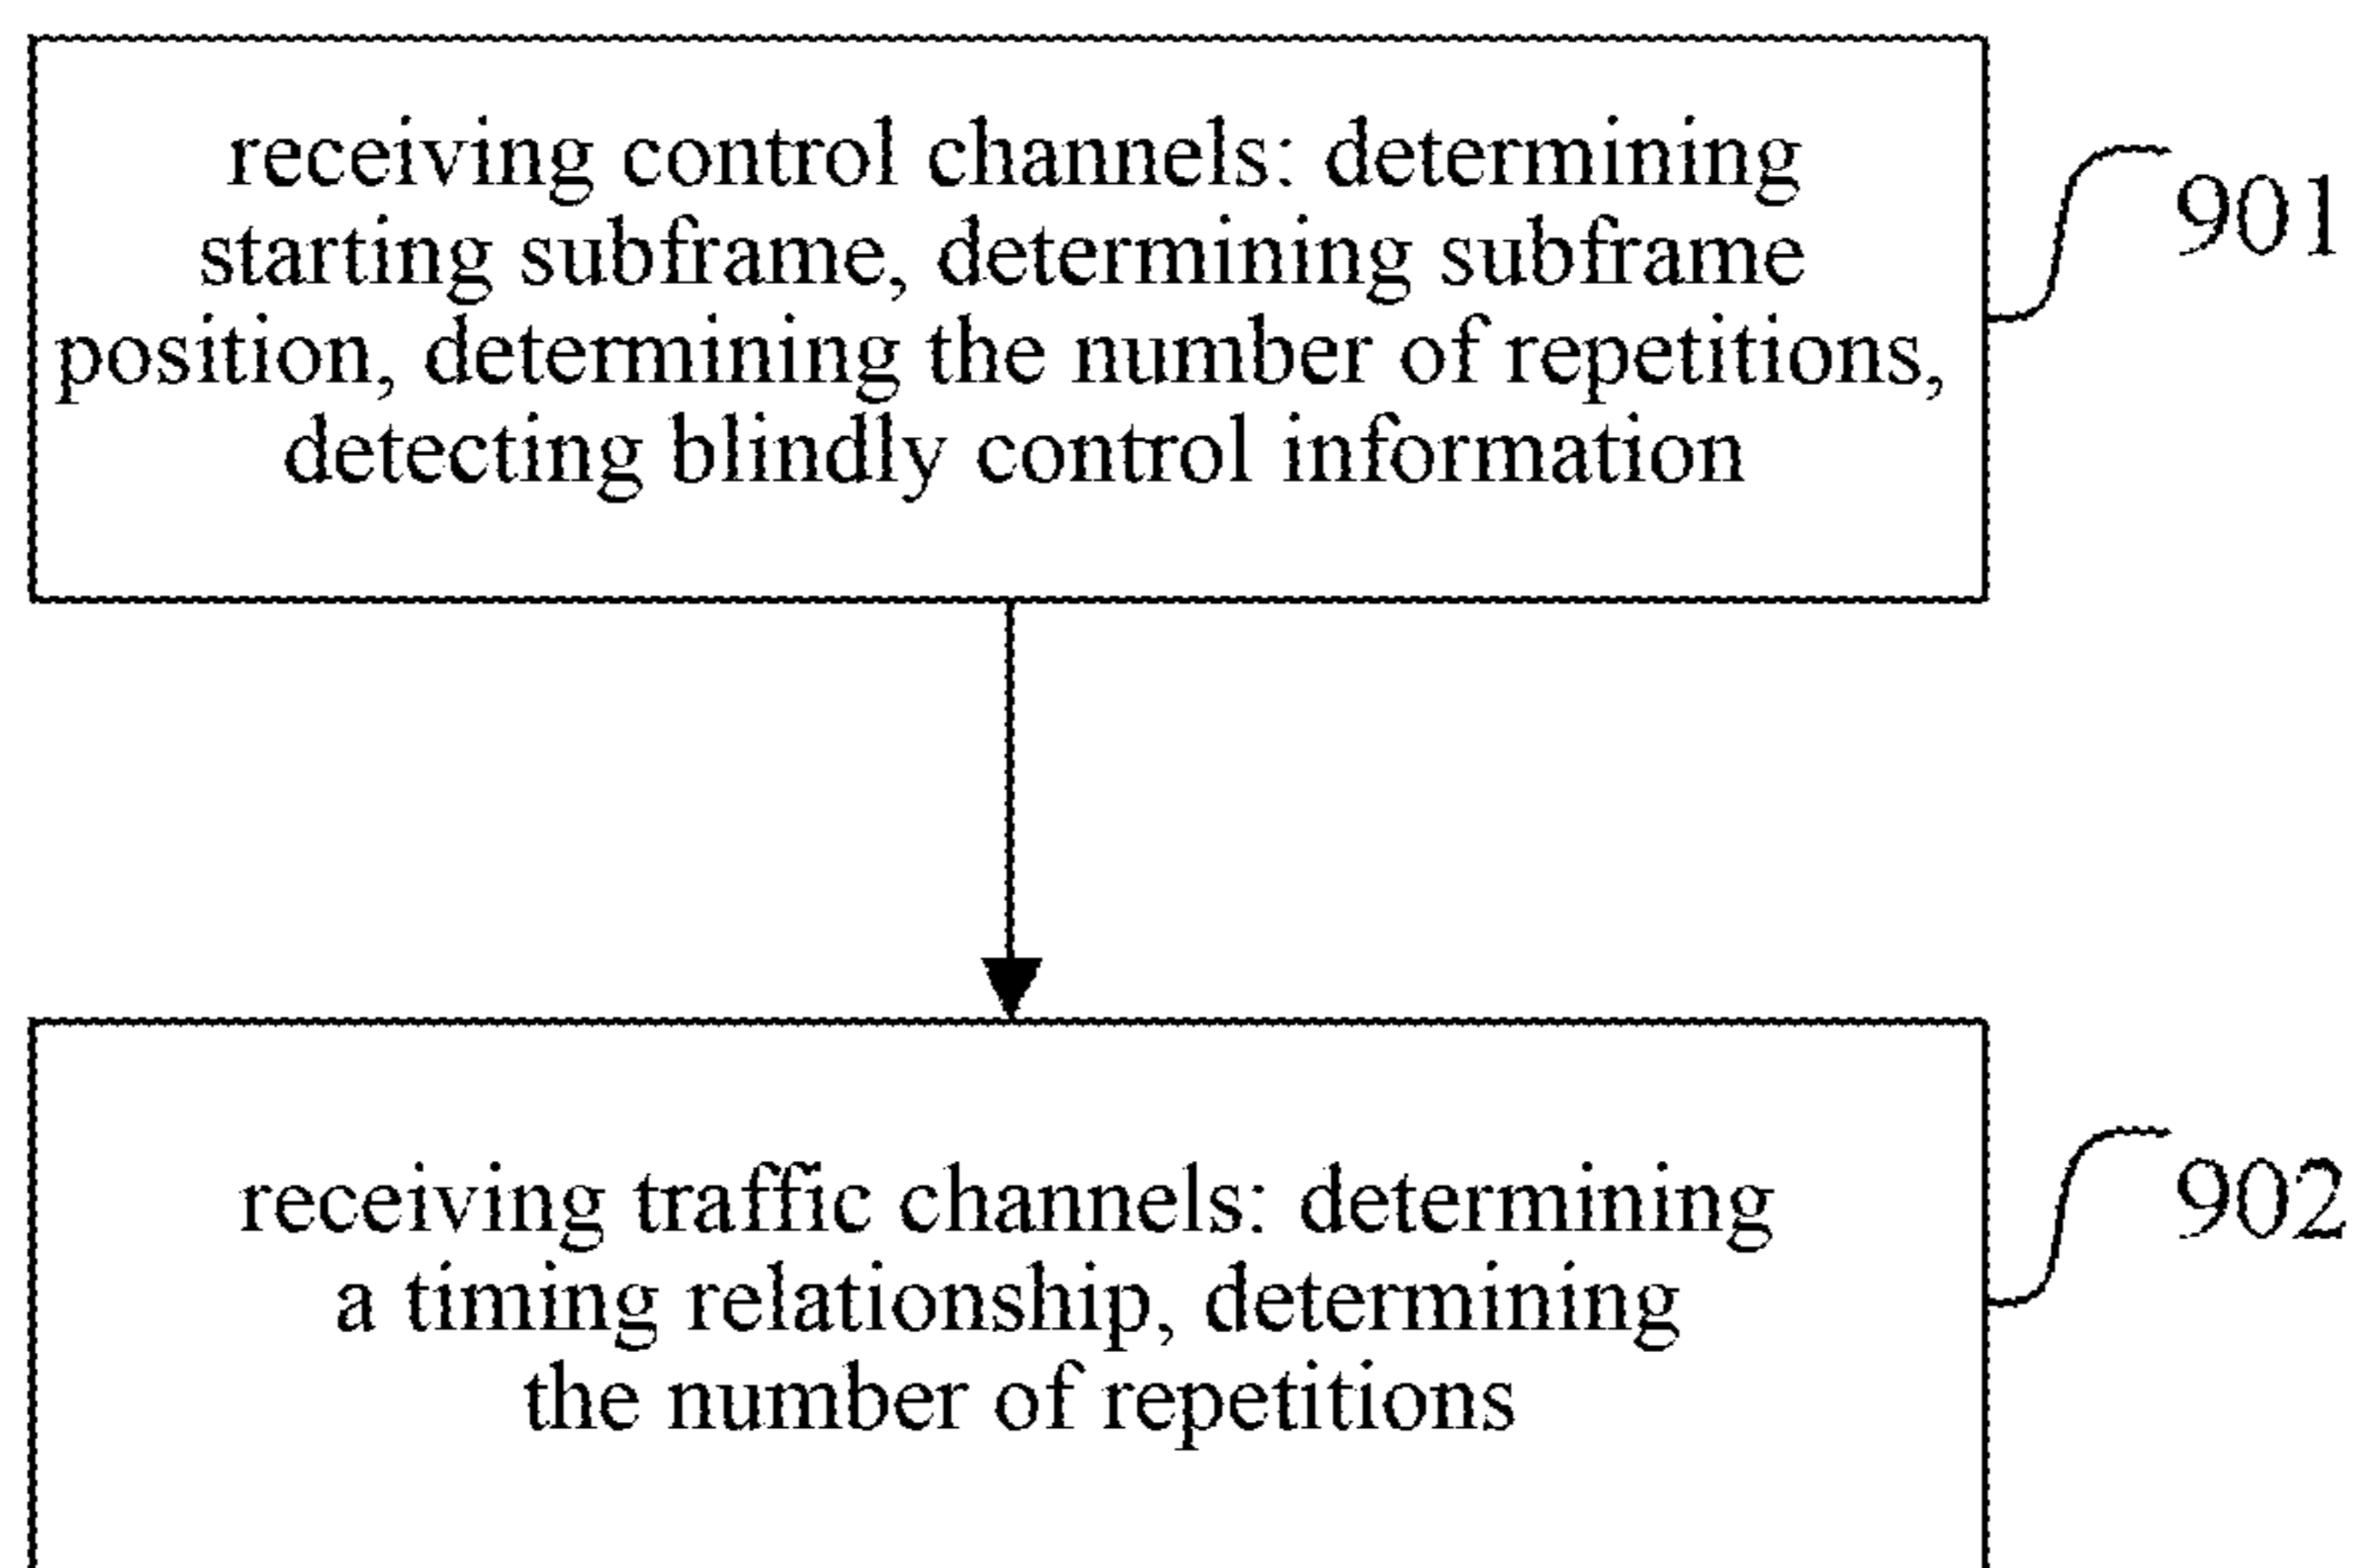 receiving control channels: determining
starting subframe, determining subframe
position, determining the number of repetitions,
detecting blindly control information
901
receiving traffic channels: determining
a timing relationship, determining
the number of repetitions
902